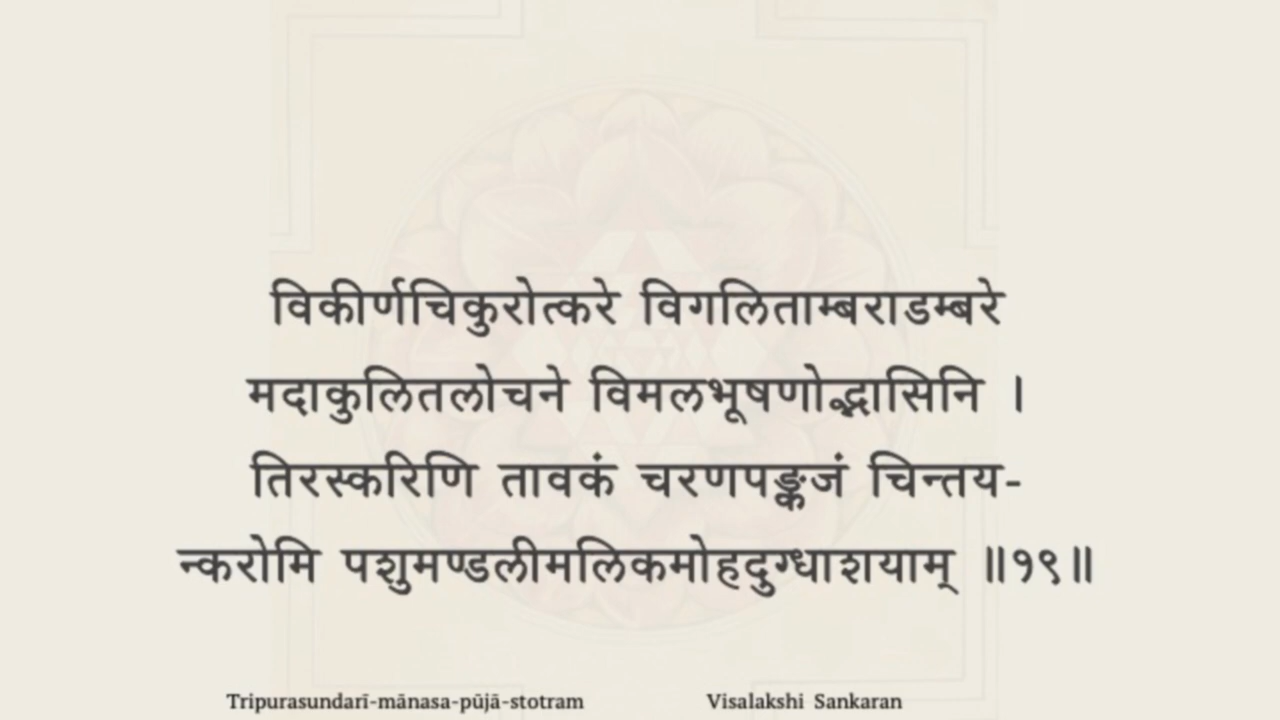 विकीर्णचिकुरोत्करे विगलिताम्बराडम्बरे
मदाकुलितलोचने विमलभूषणोद्भासिनि ।
तिरस्करिणि तावकं चरणपङ्कजं चिन्तय-
न्करोमि पशुमण्डलीमलिकमोहदुग्धाशयाम् ॥१९॥
Tripurasundarī-mānasa-pūjā-stotram Visalakshi Sankaran